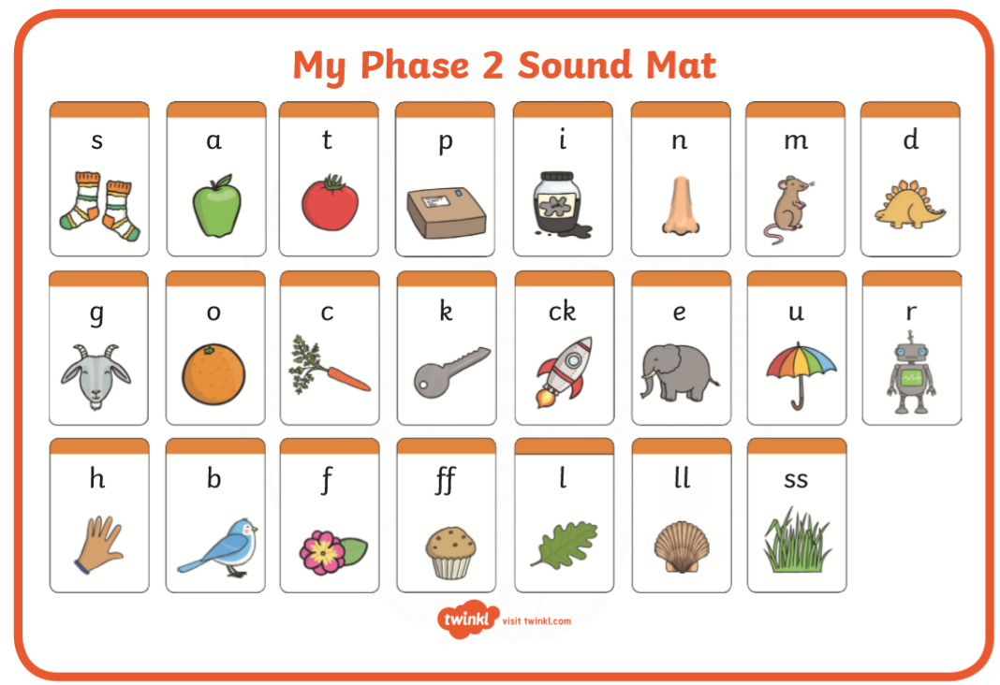 My Phase 2 Sound Mat
s a t p i n m d
g o c k ck e u r
h b f ff l ll ss
twinkl visit twinkl.com